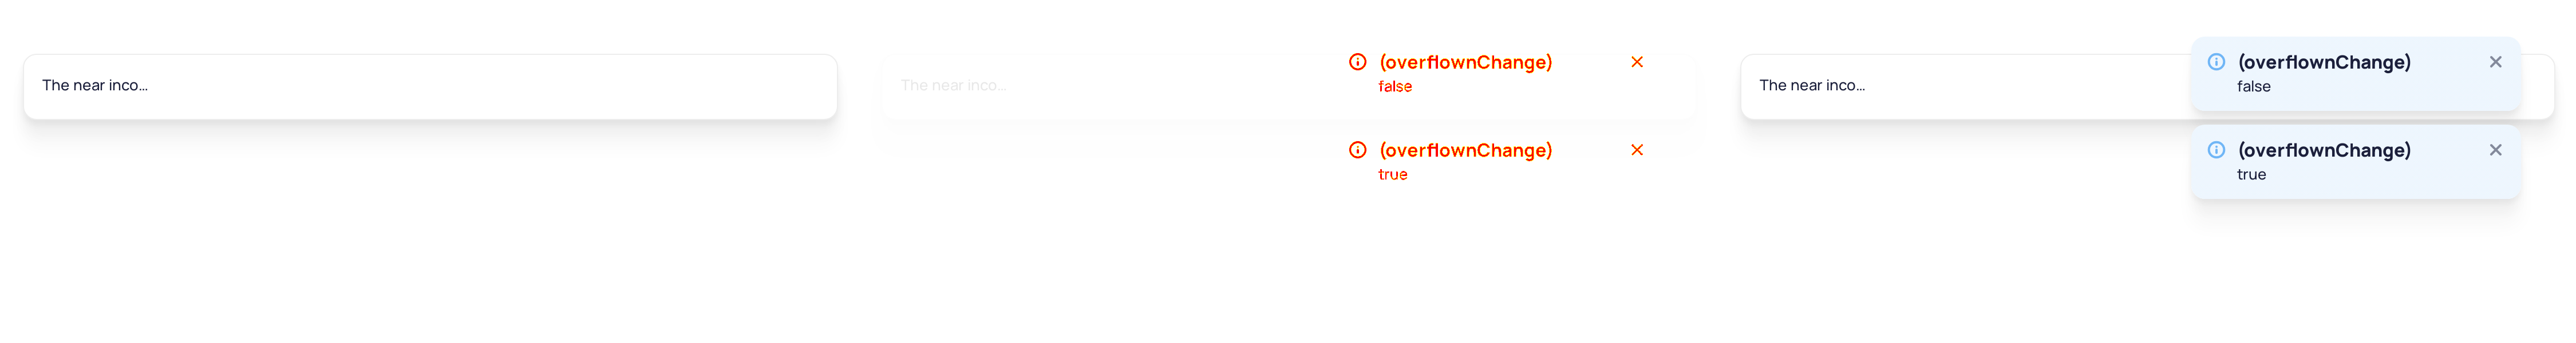 The near inco...
The near inco...
(overflownChange)
false
(overflownChange)
true
The near inco...
(overflownChange)
false
(overflownChange)
true